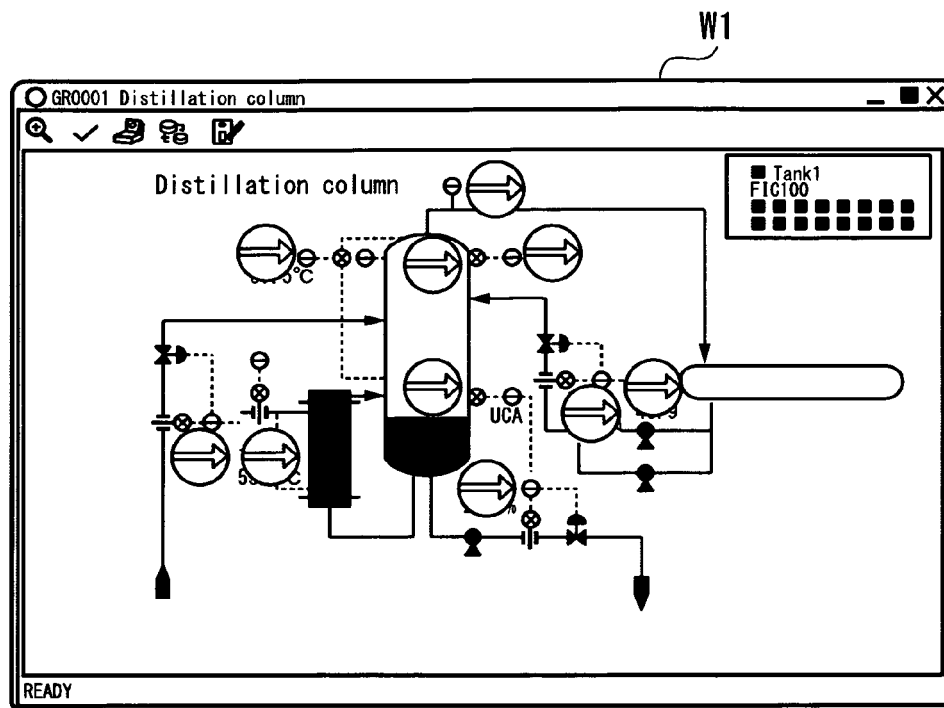 W1
GR0001 Distillation column
Distillation column
Tank1
FIC100
UCA
READY